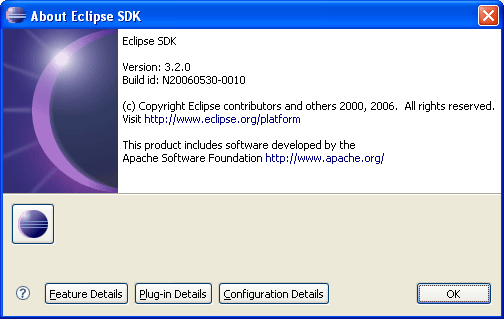 About Eclipse SDK
Eclipse SDK
Version: 3.2.0
Build id: N20060530-0010
(c) Copyright Eclipse contributors and others 2000, 2006.  All rights reserved.
Visit http://www.eclipse.org/platform
This product includes software developed by the
Apache Software Foundation http://www.apache.org/
? Feature Details Plug-in Details Configuration Details OK